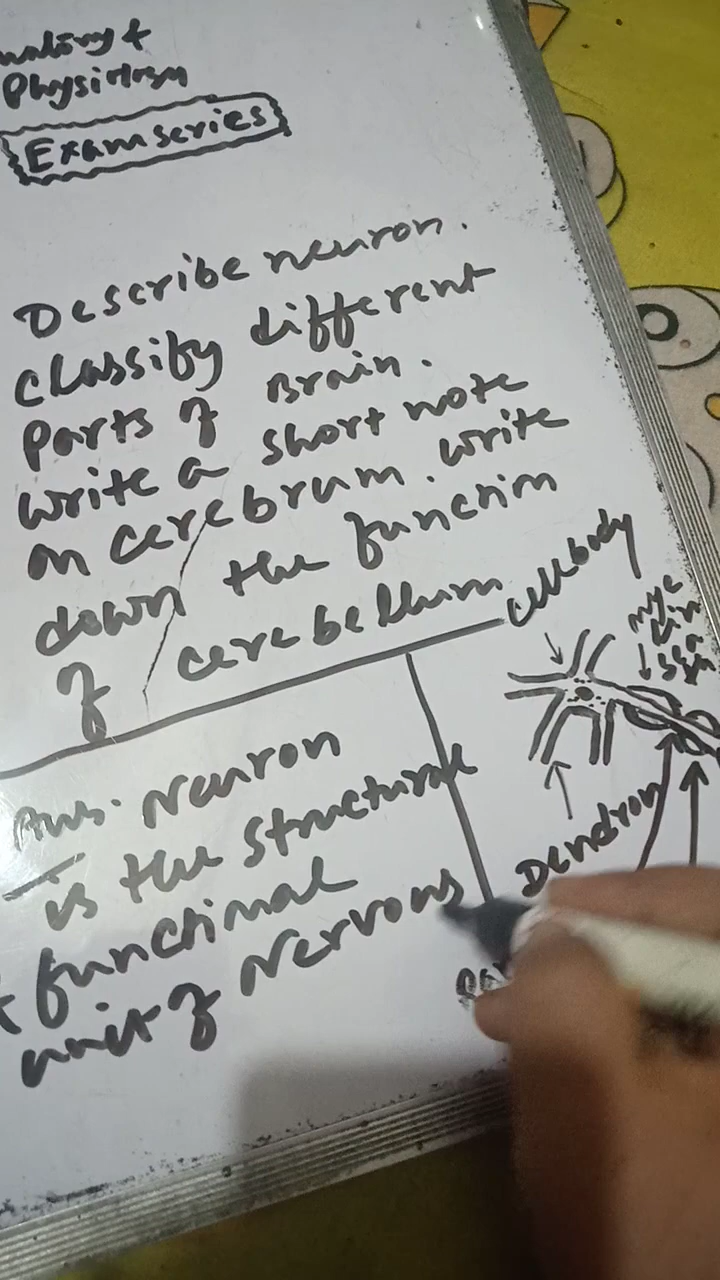 Physiology
Exam series
Describe neuron.
classify different
Parts of Brain.
write a short note
on cerebrum. write
down the function
of cerebellum
cell body
Ans. Neuron
is the structural
& functional
unit of Nervous
Dendron